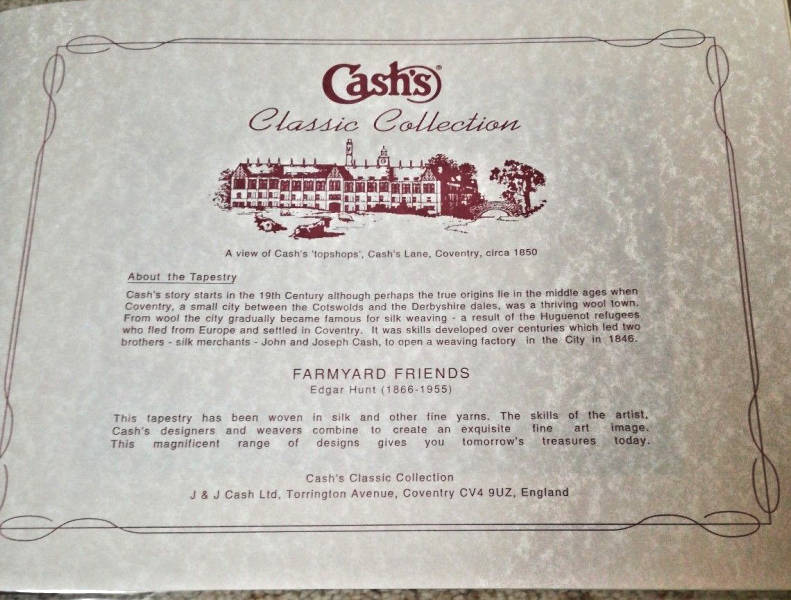 Cash's®
Classic Collection
A view of Cash's 'topshops', Cash's Lane, Coventry, circa 1850
About the Tapestry
Cash's story starts in the 19th Century although perhaps the true origins lie in the middle ages when
Coventry, a small city between the Cotswolds and the Derbyshire dales, was a thriving wool town.
From wool the city gradually became famous for silk weaving - a result of the Huguenot refugees
who fled from Europe and settled in Coventry. It was skills developed over centuries which led two
brothers - silk merchants - John and Joseph Cash, to open a weaving factory in the City in 1846.
FARMYARD FRIENDS
Edgar Hunt (1866-1955)
This tapestry has been woven in silk and other fine yarns. The skills of the artist,
Cash's designers and weavers combine to create an exquisite fine art image.
This magnificent range of designs gives you tomorrow's treasures today.
Cash's Classic Collection
J & J Cash Ltd, Torrington Avenue, Coventry CV4 9UZ, England